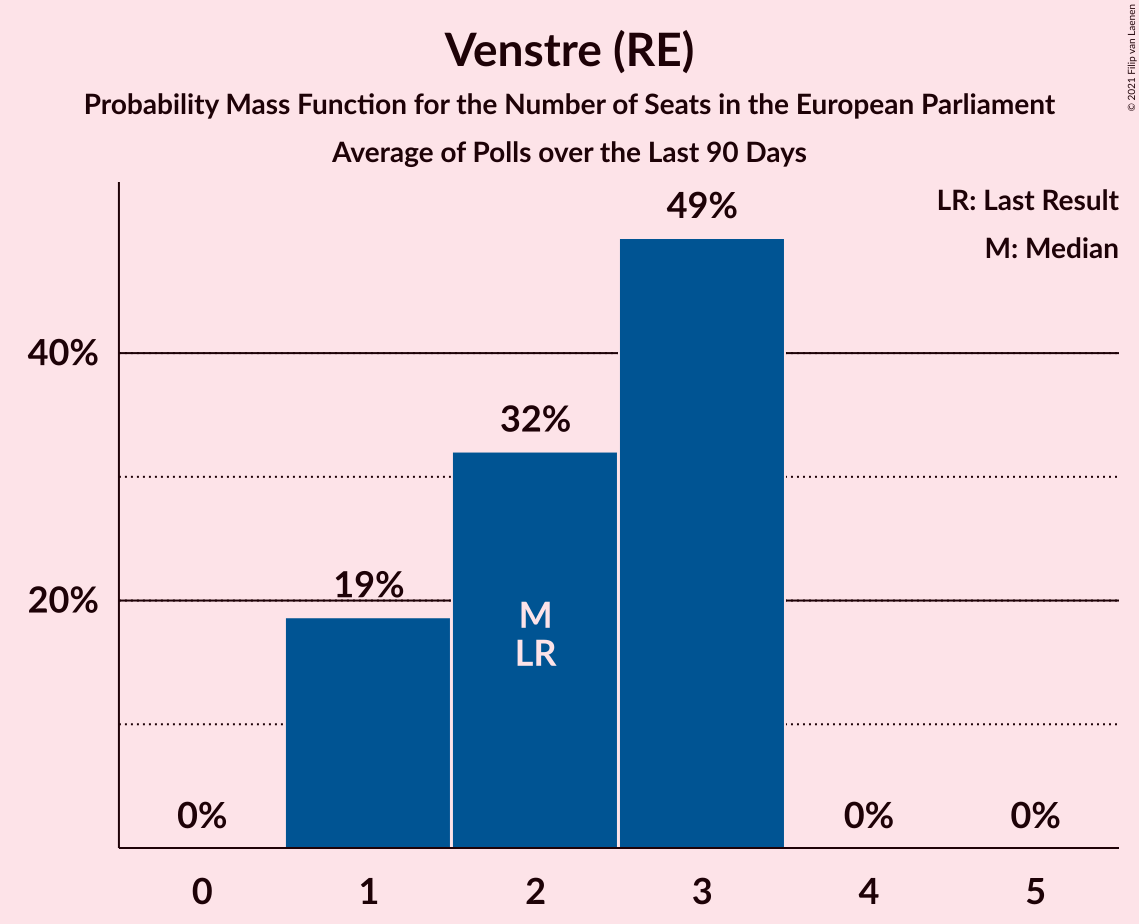 Venstre (RE)
Probability Mass Function for the Number of Seats in the European Parliament
Average of Polls over the Last 90 Days
© 2021 Filip van Laenen
LR: Last Result
M: Median
49%
40%
32%
20%
19%
M
LR
0%
0%
0%
0
1
2
3
4
5